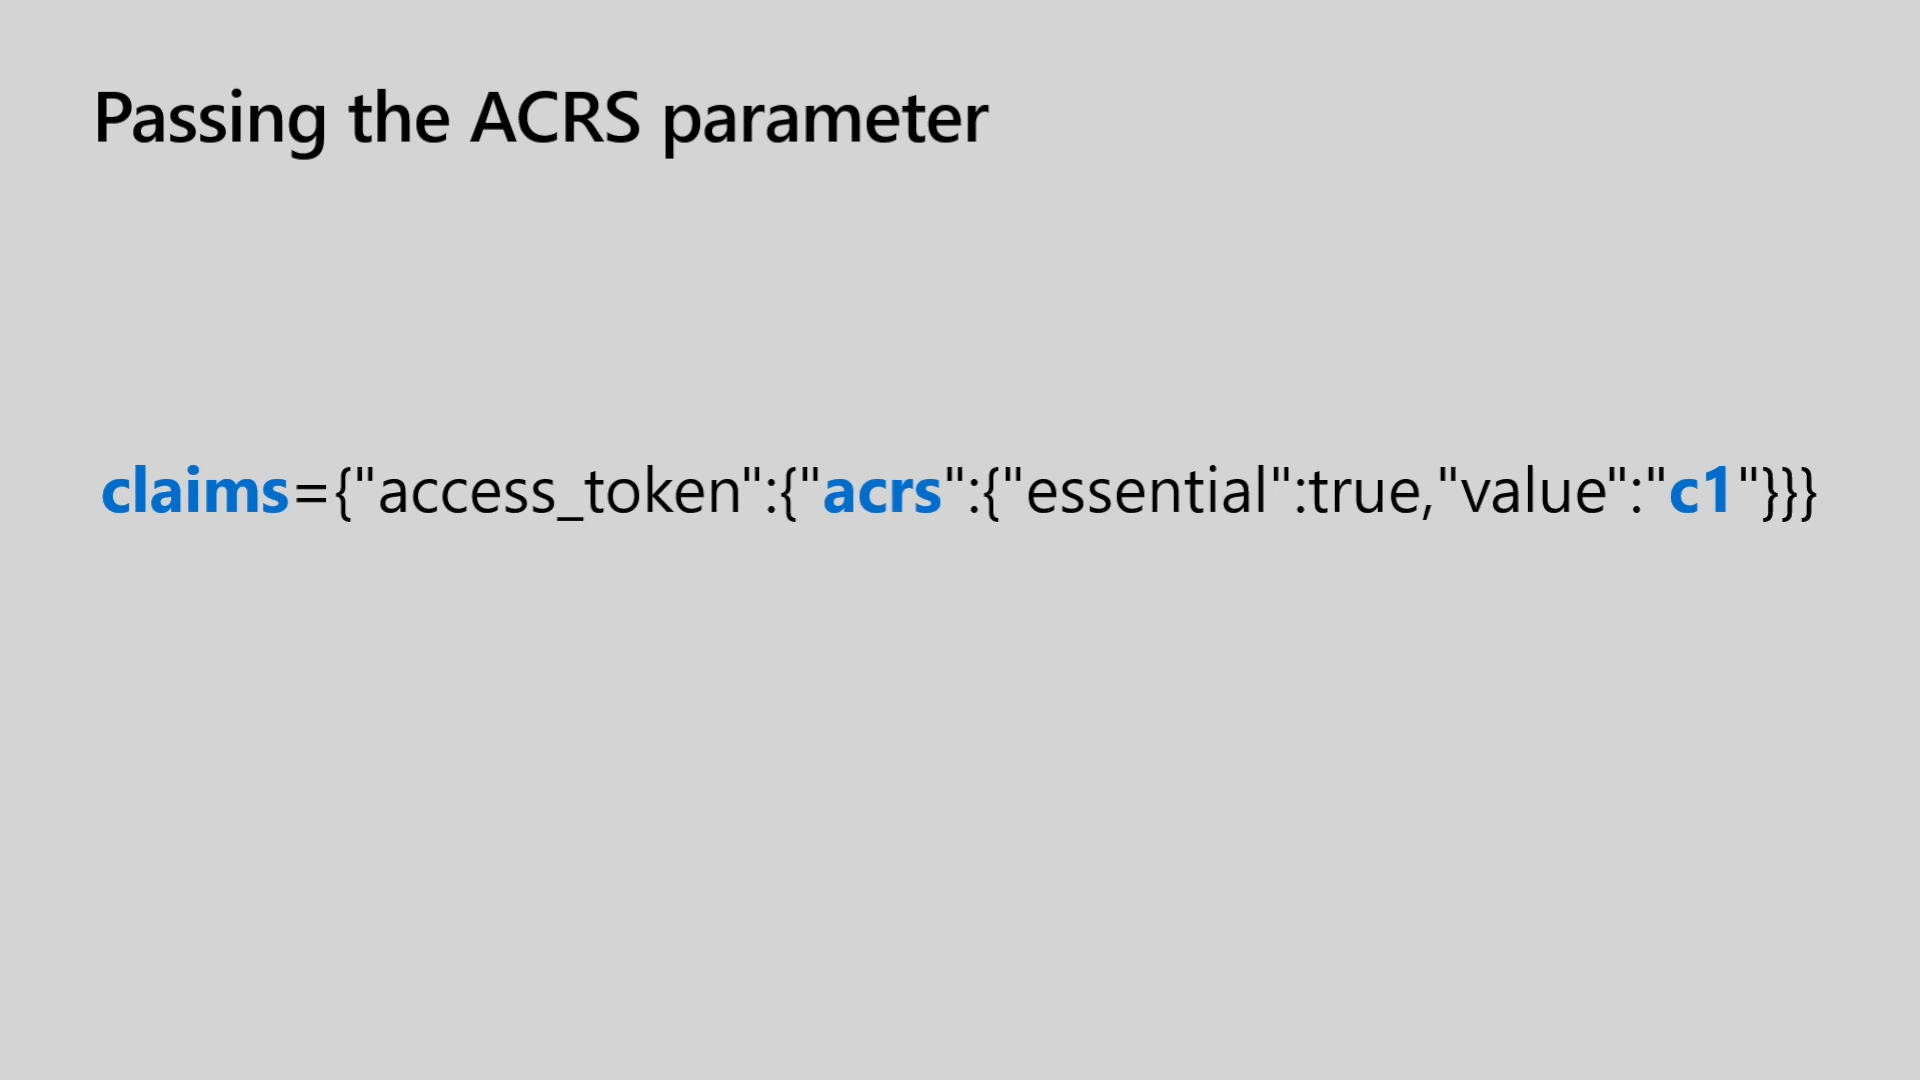 Passing the ACRS parameter
claims={"access_token":{"acrs":{"essential":true,"value":"c1"}}}